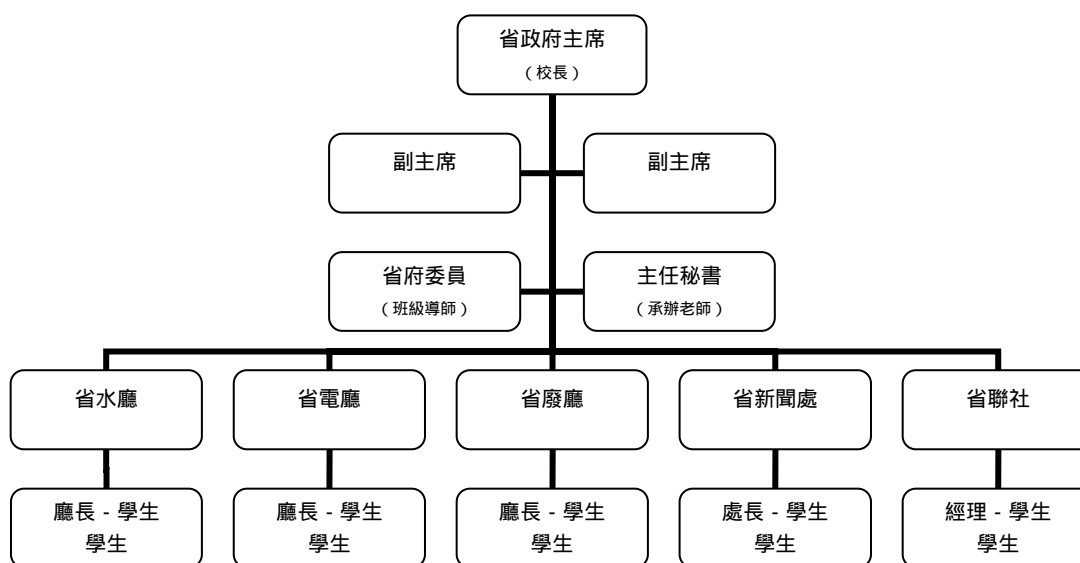 省政府主席
（校長）
副主席
副主席
省府委員
（班級導師）
主任秘書
（承辦老師）
省水廳
省電廳
省廢廳
省新聞處
省聯社
廳長 - 學生
學生
廳長 - 學生
學生
廳長 - 學生
學生
處長 - 學生
學生
經理 - 學生
學生